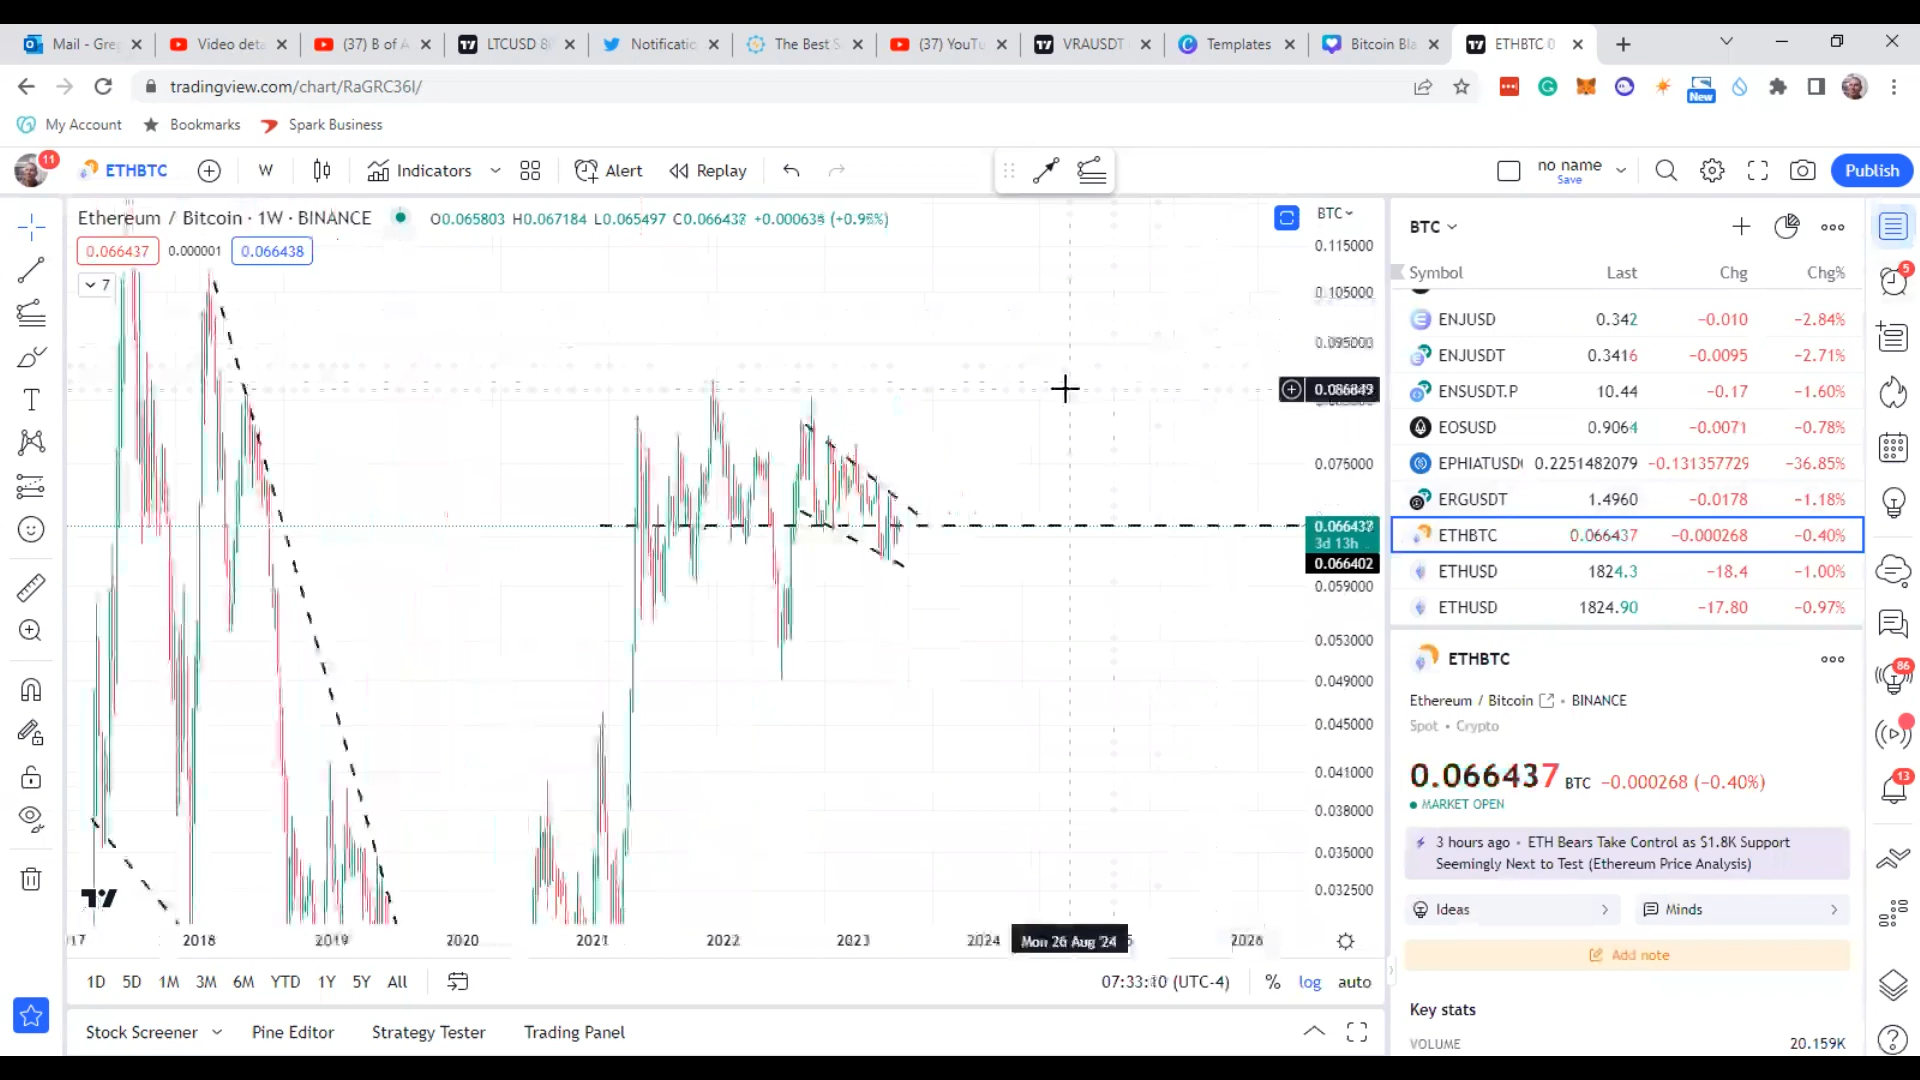 Mail - Gre
Video deta
(37) B of A
LTCUSD 8
Notificatio
The Best S
(37) YouTu
VRAUSDT
Templates
Bitcoin Bla
ETHBTC 0
tradingview.com/chart/RaGRC36I/
New
My Account
Bookmarks
Spark Business
11
ETHBTC
W
Indicators
Alert
Replay
no name
Save
Publish
Ethereum / Bitcoin · 1W · BINANCE
O0.065803 H0.067184 L0.065497 C0.066437 +0.000634 (+0.96%)
0.066437
0.000001
0.066438
7
BTC
0.115000
0.105000
0.095000
0.086849
0.075000
0.066437
3d 13h
0.066402
0.059000
0.053000
0.049000
0.045000
0.041000
0.038000
0.035000
0.032500
17
2018
2019
2020
2021
2022
2023
2024
Mon 26 Aug '24
2026
1D
5D
1M
3M
6M
YTD
1Y
5Y
All
07:33:10 (UTC-4)
%
log
auto
Stock Screener
Pine Editor
Strategy Tester
Trading Panel
BTC
Symbol Last Chg Chg%
ENJUSD 0.342 −0.010 −2.84%
ENJUSDT 0.3416 −0.0095 −2.71%
ENSUSDT.P 10.44 −0.17 −1.60%
EOSUSD 0.9064 −0.0071 −0.78%
EPHIATUSD 0.2251482079 −0.131357729 −36.85%
ERGUSDT 1.4960 −0.0178 −1.18%
ETHBTC 0.066437 −0.000268 −0.40%
ETHUSD 1824.3 −18.4 −1.00%
ETHUSD 1824.90 −17.80 −0.97%
ETHBTC
Ethereum / Bitcoin • BINANCE
Spot • Crypto
0.066437 BTC −0.000268 (−0.40%)
MARKET OPEN
3 hours ago • ETH Bears Take Control as $1.8K Support
Seemingly Next to Test (Ethereum Price Analysis)
Ideas
Minds
Add note
Key stats
VOLUME 20.159K
5
86
13